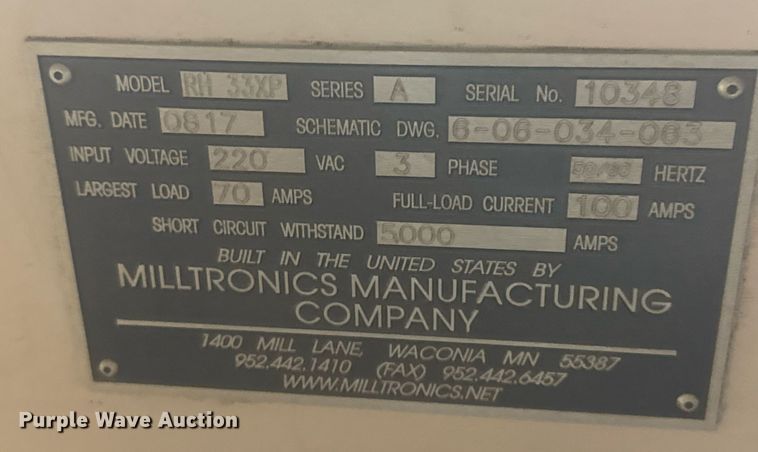 MODEL RH 33XP SERIES A SERIAL No. 10348
MFG. DATE 0817 SCHEMATIC DWG. 6-06-034-083
INPUT VOLTAGE 220 VAC 3 PHASE HERTZ
LARGEST LOAD 70 AMPS FULL-LOAD CURRENT 100 AMPS
SHORT CIRCUIT WITHSTAND 5000 AMPS
BUILT IN THE UNITED STATES BY
MILLTRONICS MANUFACTURING
COMPANY
1400 MILL LANE, WACONIA MN 55387
952.442.1410 (FAX) 952.442.6457
WWW.MILLTRONICS.NET
Purple Wave Auction